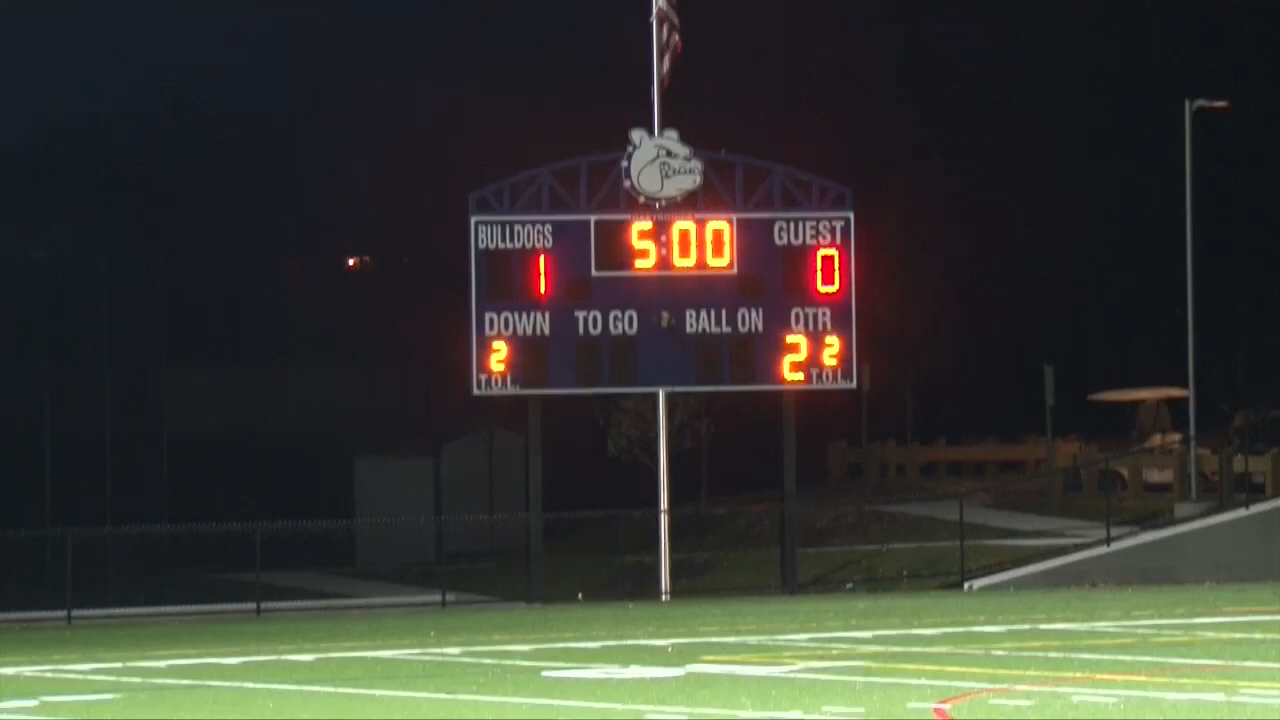 BULLDOGS 5:00 GUEST
1 0
DOWN TO GO BALL ON QTR
2 2 2
T.O.L. T.O.L.